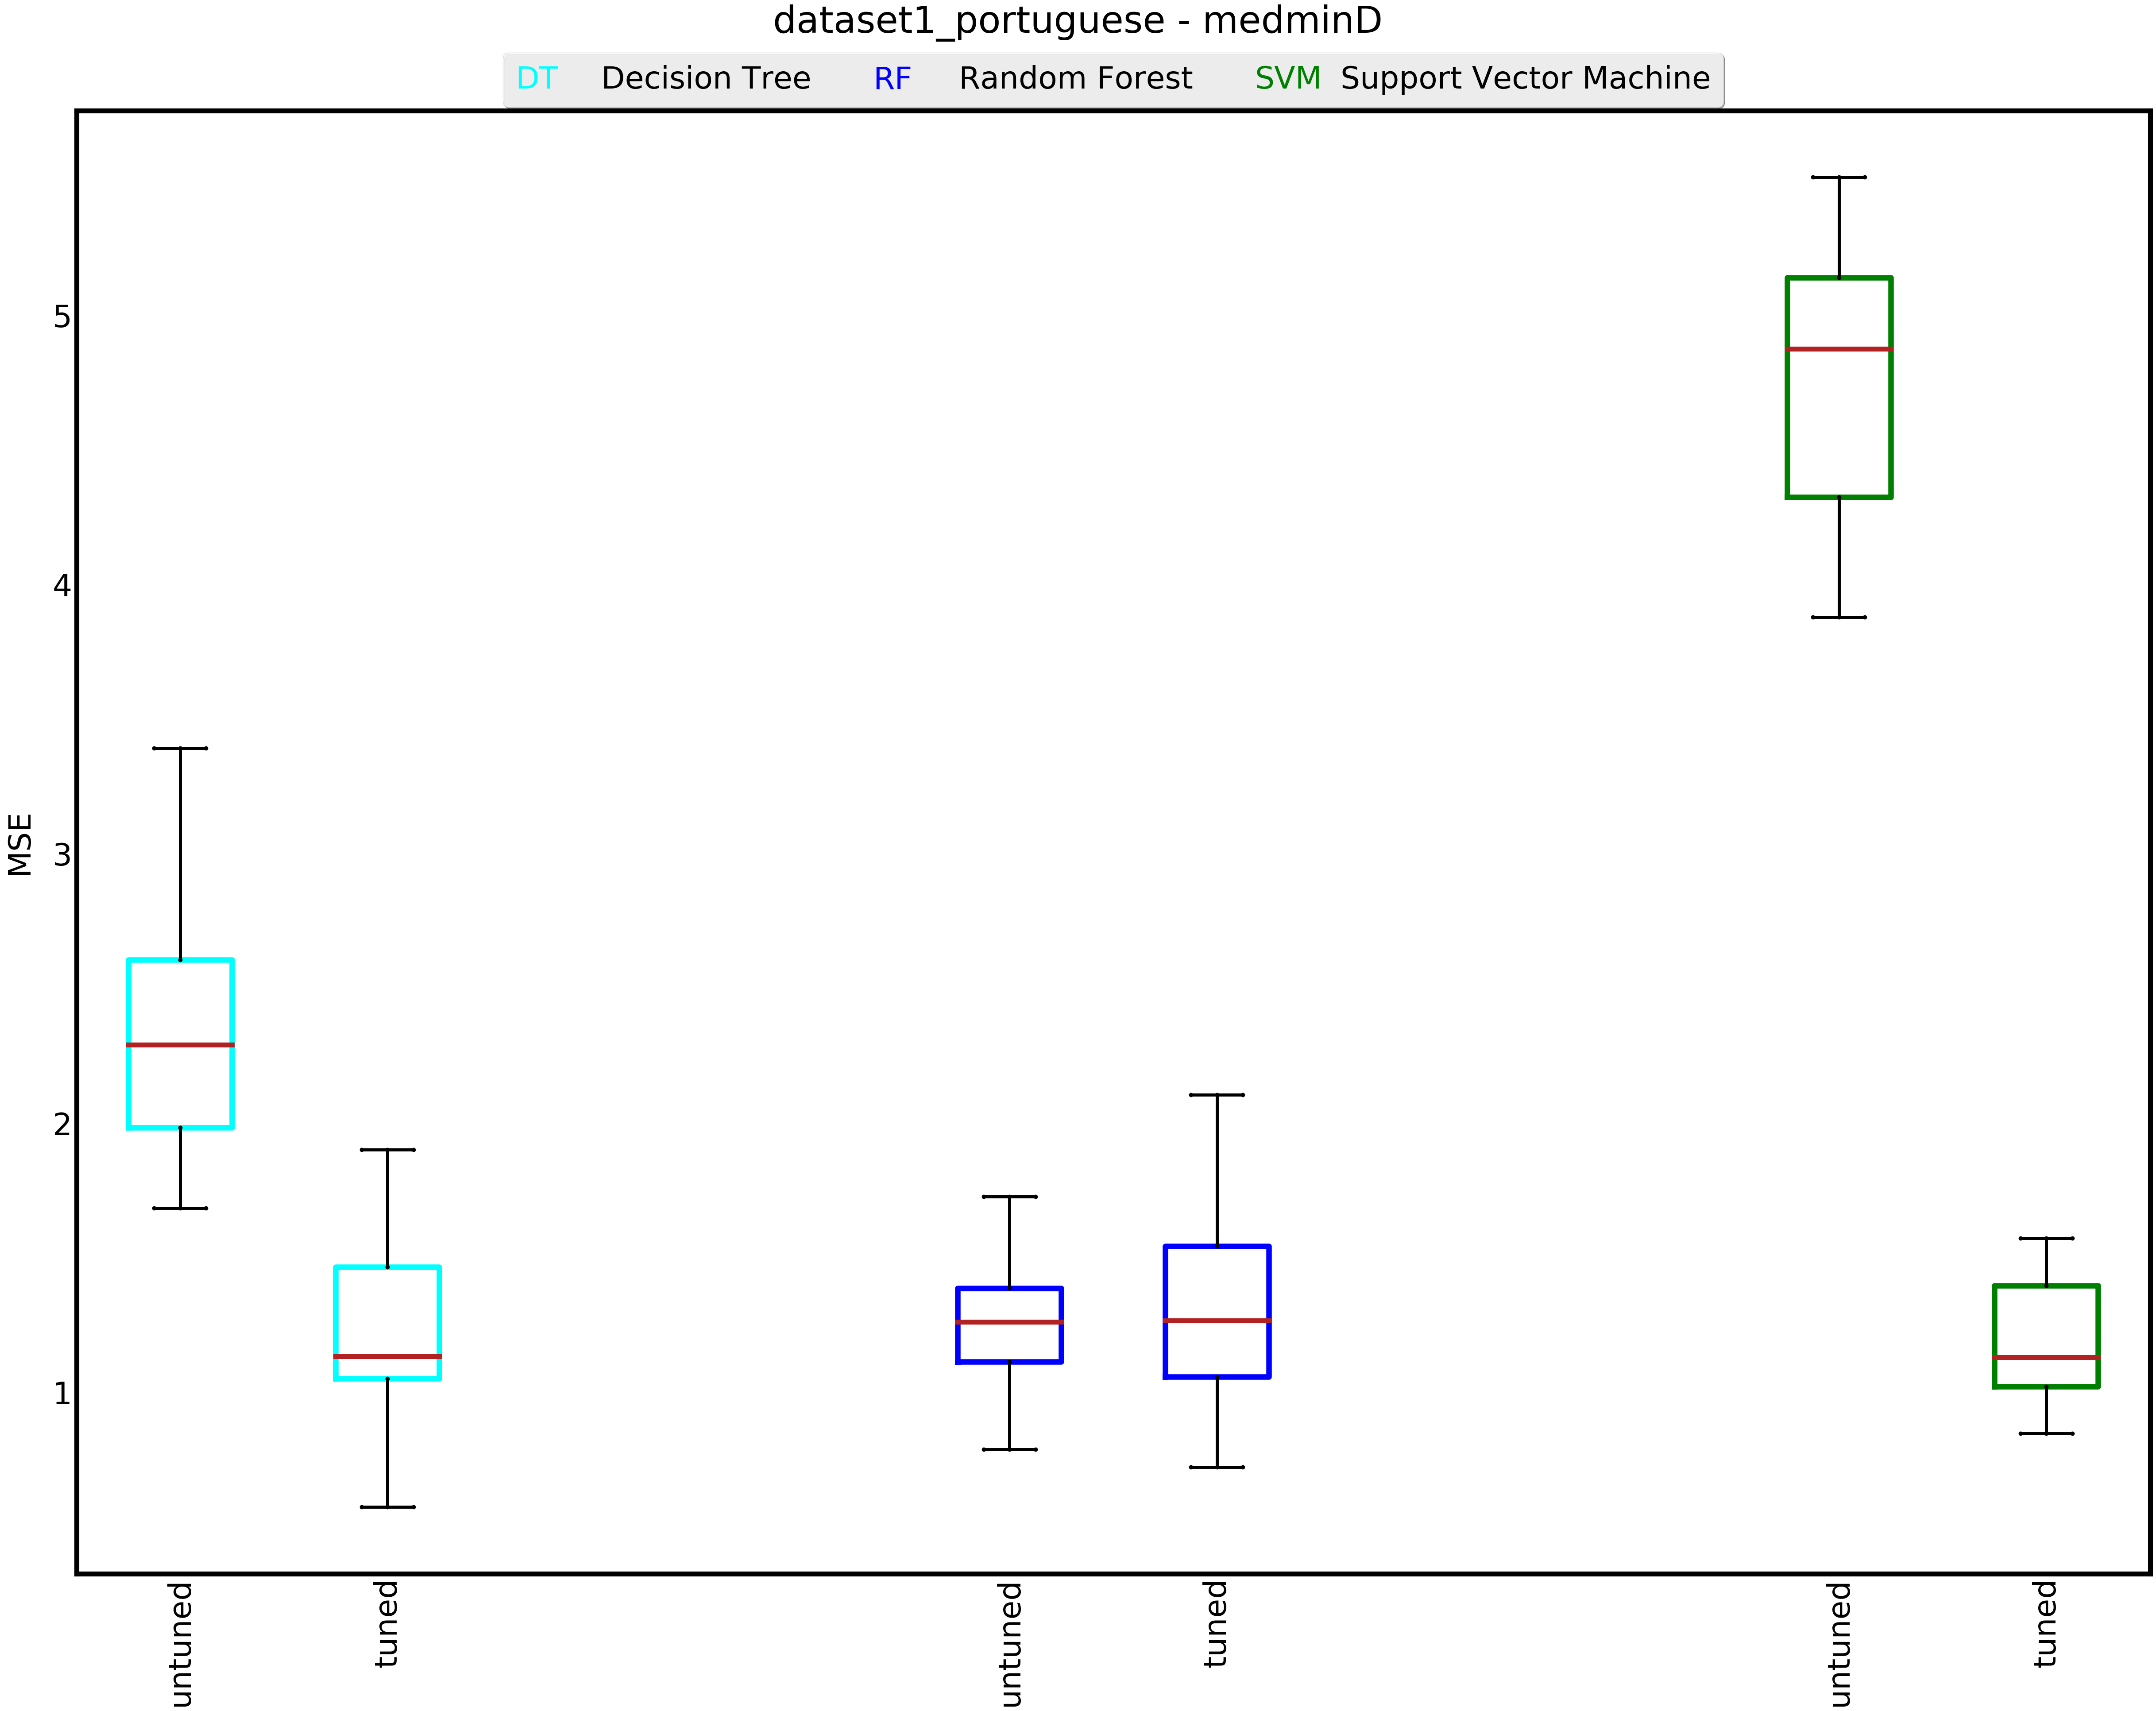 dataset1_portuguese - medminD
DT Decision Tree RF Random Forest SVM Support Vector Machine
5
4
3
2
1
MSE
untuned
tuned
untuned
tuned
untuned
tuned